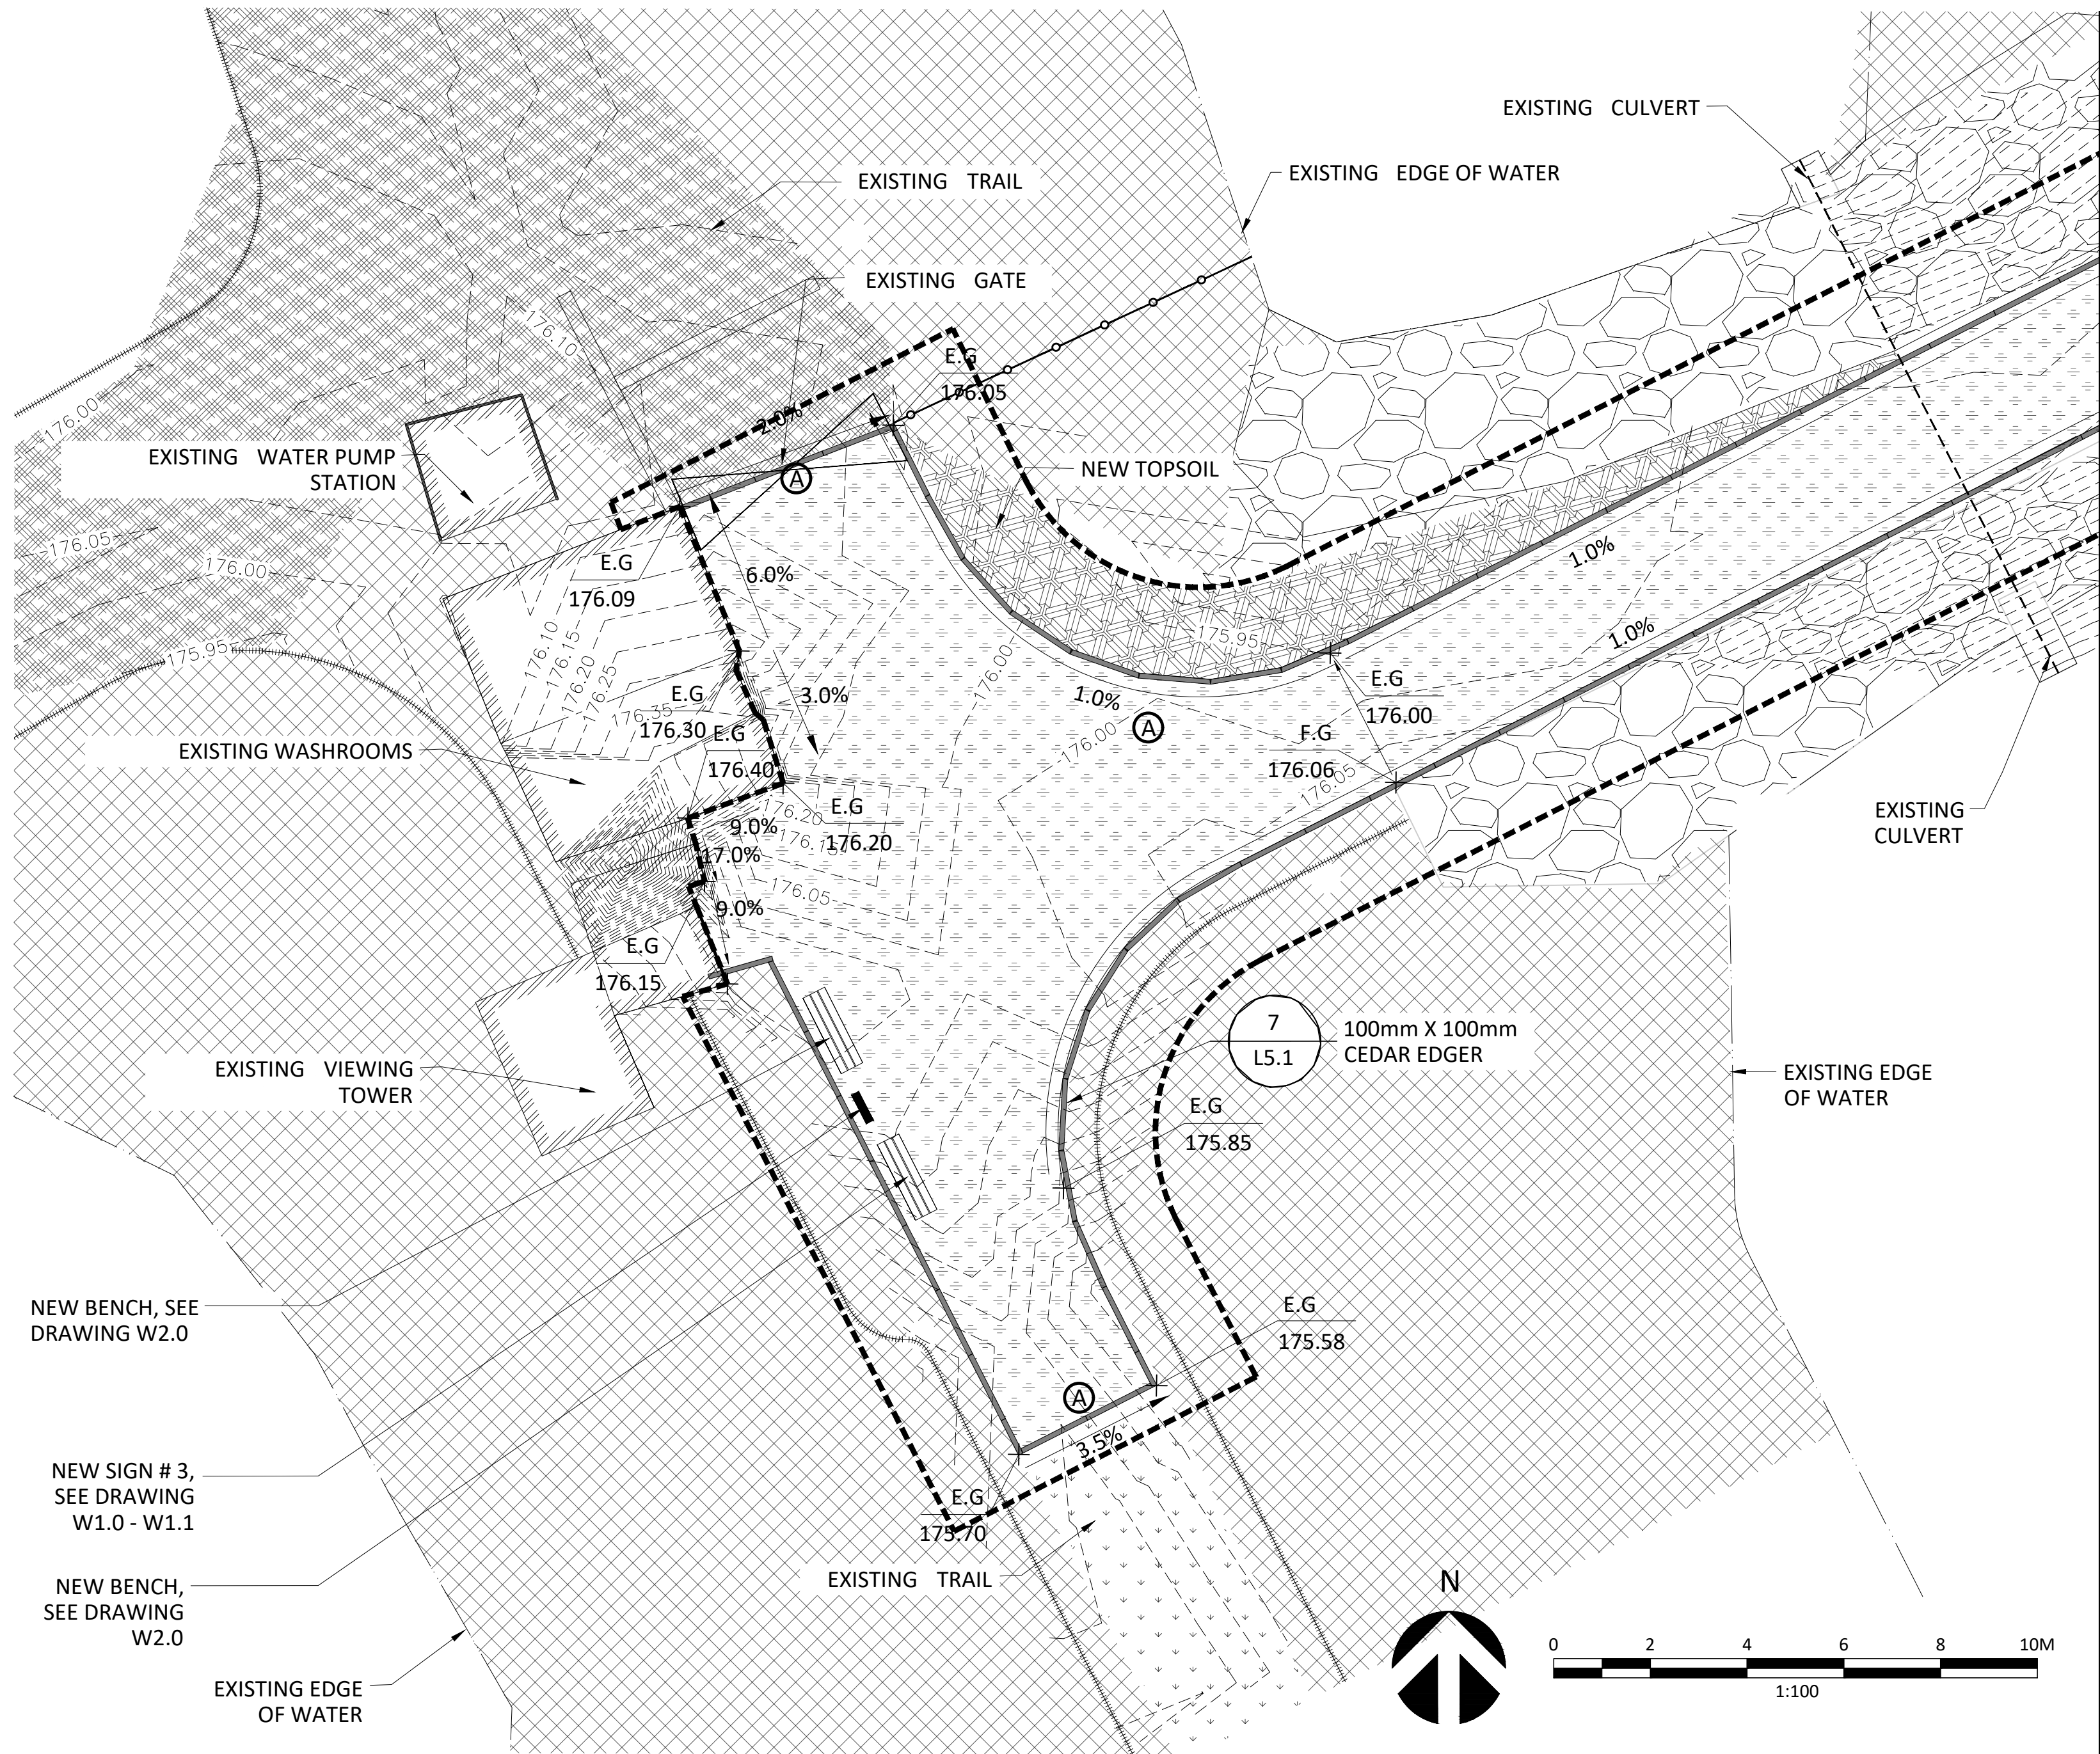 EXISTING CULVERT
EXISTING TRAIL
EXISTING EDGE OF WATER
EXISTING GATE
176.10
E.G
176.05
176.00
2.0%
EXISTING WATER PUMP
STATION
NEW TOPSOIL
A
176.05
176.00
E.G
176.09
6.0%
1.0%
175.95
1.0%
176.10
176.15
176.20
176.25
175.95
176.00
E.G
176.30
176.35
3.0%
1.0%
E.G
176.00
A
176.00
E.G
176.40
F.G
176.06
176.05
EXISTING WASHROOMS
176.20
E.G
176.20
9.0%
17.0%
176.05
9.0%
EXISTING
CULVERT
E.G
176.15
7
L5.1
100mm X 100mm
CEDAR EDGER
EXISTING VIEWING
TOWER
EXISTING EDGE
OF WATER
E.G
175.85
NEW BENCH, SEE
DRAWING W2.0
E.G
175.58
A
3.5%
NEW SIGN # 3,
SEE DRAWING
W1.0 - W1.1
E.G
175.70
EXISTING TRAIL
NEW BENCH,
SEE DRAWING
W2.0
EXISTING EDGE
OF WATER
N
0 2 4 6 8 10M
1:100